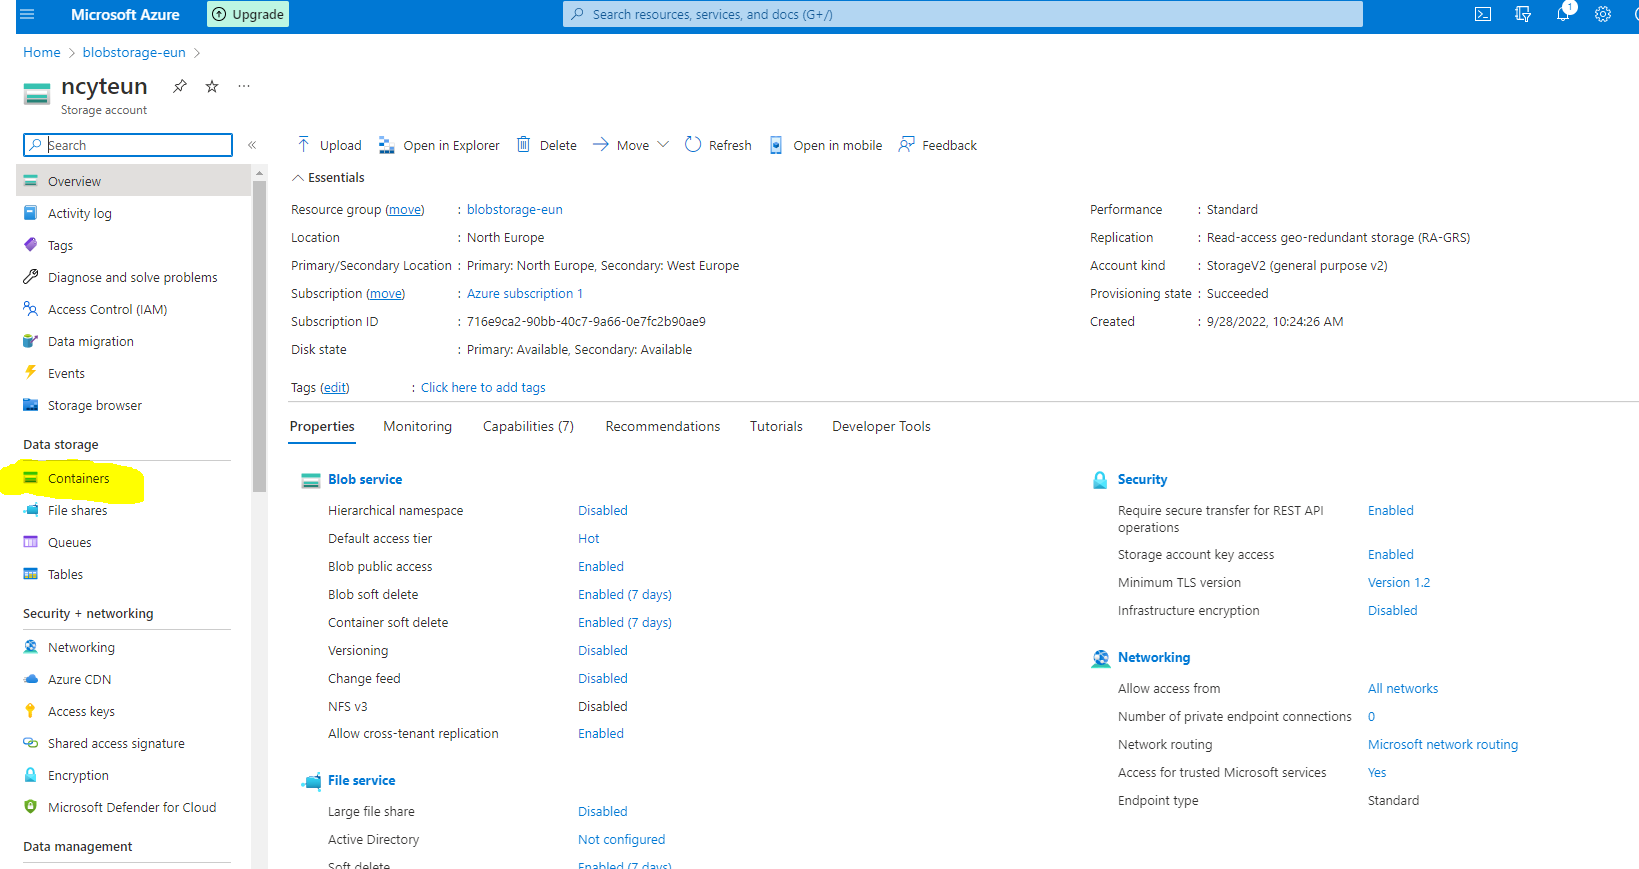 Microsoft Azure
Upgrade
Search resources, services, and docs (G+/)
1
Home > blobstorage-eun >
ncyteun
...
Storage account
Search
«
Upload
Open in Explorer
Delete
Move
Refresh
Open in mobile
Feedback
Overview
Activity log
Tags
Diagnose and solve problems
Access Control (IAM)
Data migration
Events
Storage browser
Data storage
Containers
File shares
Queues
Tables
Security + networking
Networking
Azure CDN
Access keys
Shared access signature
Encryption
Microsoft Defender for Cloud
Data management
Essentials
Resource group (move) : blobstorage-eun
Location : North Europe
Primary/Secondary Location : Primary: North Europe, Secondary: West Europe
Subscription (move) : Azure subscription 1
Subscription ID : 716e9ca2-90bb-40c7-9a66-0e7fc2b90ae9
Disk state : Primary: Available, Secondary: Available
Tags (edit) : Click here to add tags
Performance : Standard
Replication : Read-access geo-redundant storage (RA-GRS)
Account kind : StorageV2 (general purpose v2)
Provisioning state : Succeeded
Created : 9/28/2022, 10:24:26 AM
Properties
Monitoring
Capabilities (7)
Recommendations
Tutorials
Developer Tools
Blob service
Hierarchical namespace Disabled
Default access tier Hot
Blob public access Enabled
Blob soft delete Enabled (7 days)
Container soft delete Enabled (7 days)
Versioning Disabled
Change feed Disabled
NFS v3 Disabled
Allow cross-tenant replication Enabled
File service
Large file share Disabled
Active Directory Not configured
Soft delete Enabled (7 days)
Security
Require secure transfer for REST API Enabled
operations
Storage account key access Enabled
Minimum TLS version Version 1.2
Infrastructure encryption Disabled
Networking
Allow access from All networks
Number of private endpoint connections 0
Network routing Microsoft network routing
Access for trusted Microsoft services Yes
Endpoint type Standard